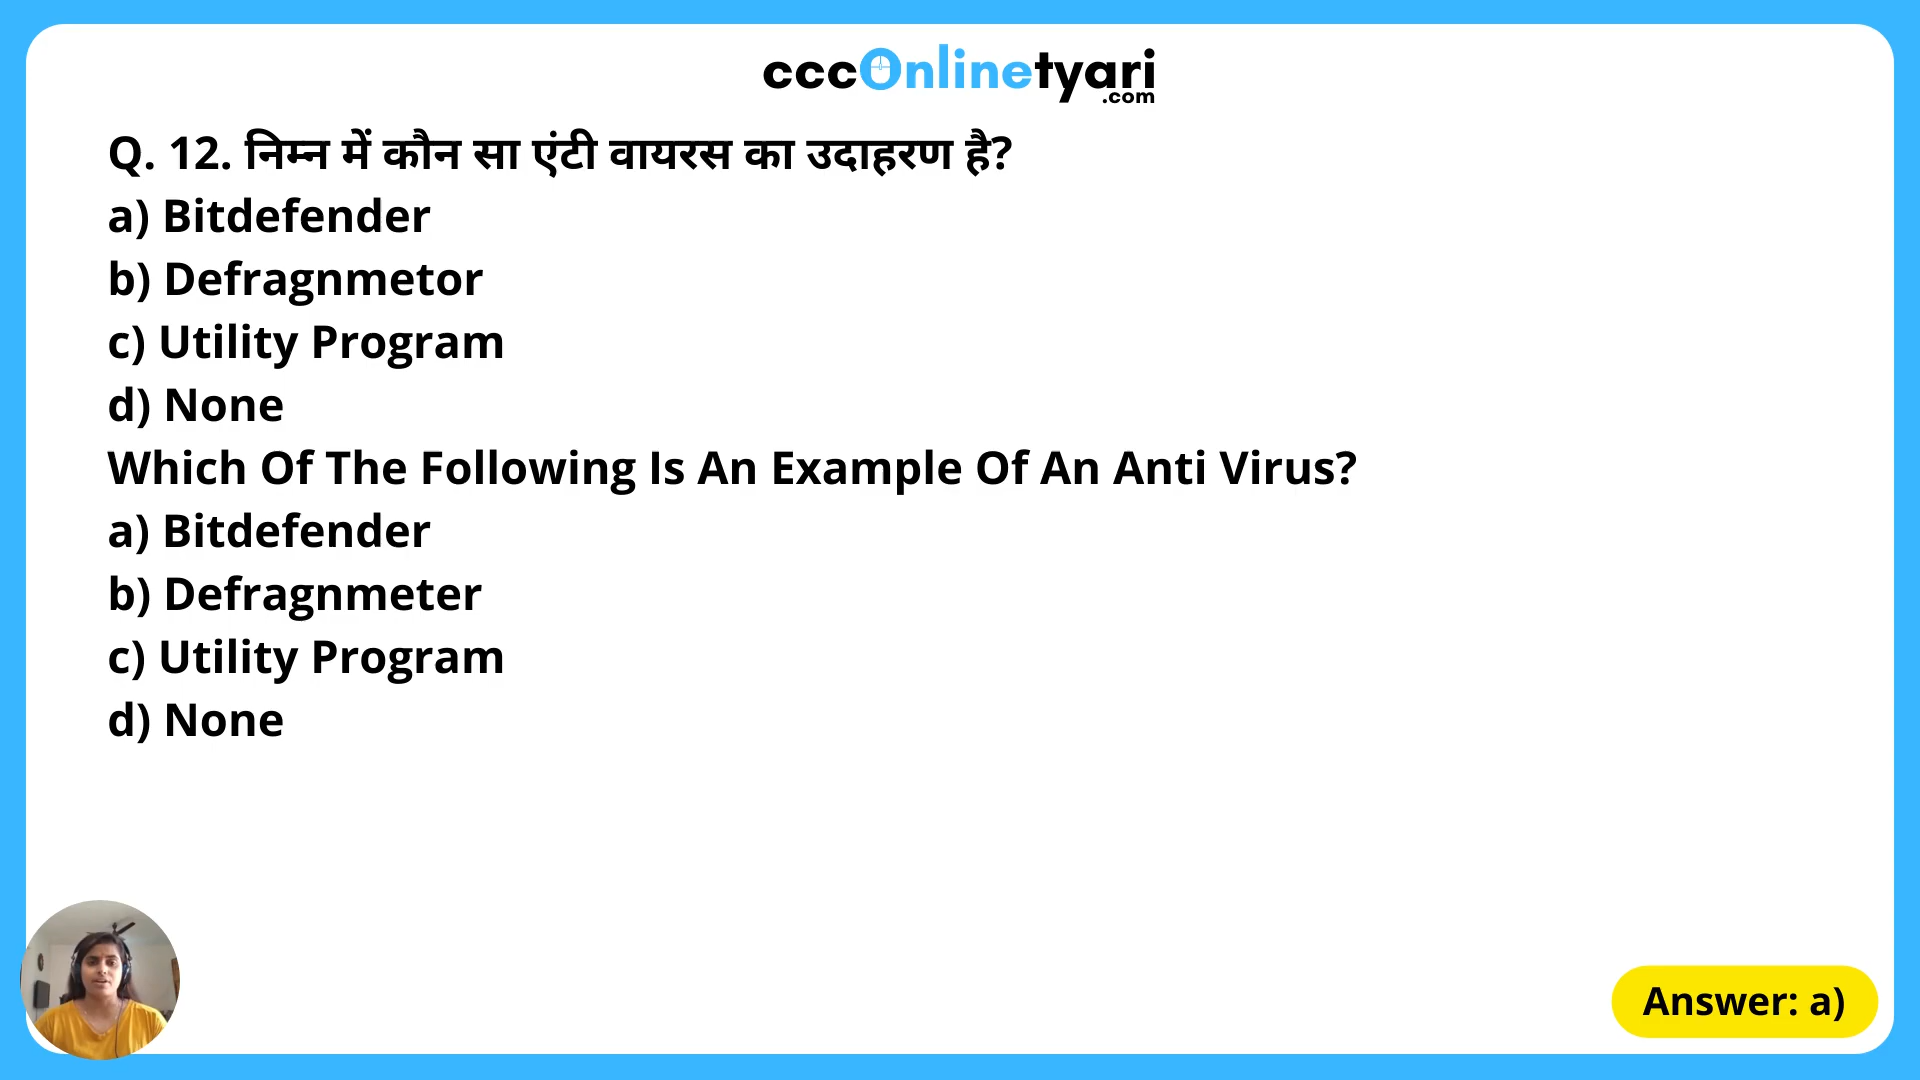 cccOnlinetyari
.com
Q. 12. निम्न में कौन सा एंटी वायरस का उदाहरण है?
a) Bitdefender
b) Defragnmetor
c) Utility Program
d) None
Which Of The Following Is An Example Of An Anti Virus?
a) Bitdefender
b) Defragnmeter
c) Utility Program
d) None
Answer: a)